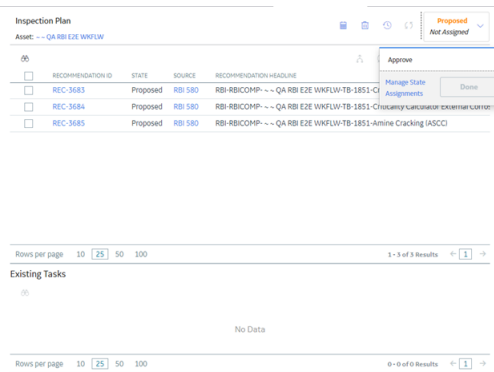 Inspection Plan
Proposed
Not Assigned
Asset: ~ ~ QA RBI E2E WKFLW
Approve
Manage State
Assignments
Done
RECOMMENDATION ID STATE SOURCE RECOMMENDATION HEADLINE
REC-3683 Proposed RBI 580 RBI-RBICOMP- ~ ~ QA RBI E2E WKFLW-TB-1851-Cr
REC-3684 Proposed RBI 580 RBI-RBICOMP- ~ ~ QA RBI E2E WKFLW-TB-1851-Criticality Calculator External Corros
REC-3685 Proposed RBI 580 RBI-RBICOMP- ~ ~ QA RBI E2E WKFLW-TB-1851-Amine Cracking (ASCC)
Rows per page 10 25 50 100 1 - 3 of 3 Results 1
Existing Tasks
No Data
Rows per page 10 25 50 100 0 - 0 of 0 Results 1